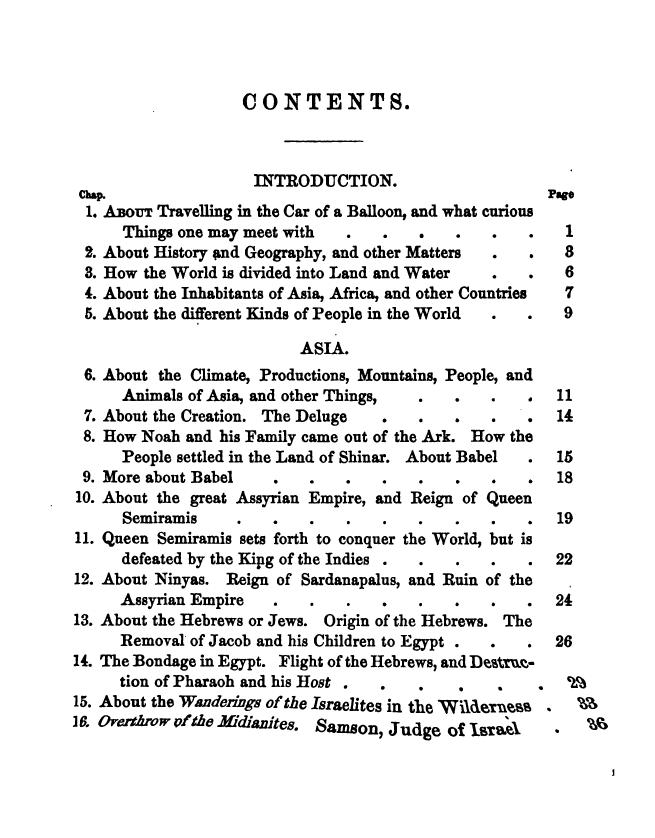 CONTENTS.
INTRODUCTION.
Chap. Page
1. ABOUT Travelling in the Car of a Balloon, and what curious
Things one may meet with . . . . . . 1
2. About History and Geography, and other Matters . . 3
3. How the World is divided into Land and Water . . 6
4. About the Inhabitants of Asia, Africa, and other Countries 7
5. About the different Kinds of People in the World . . 9
ASIA.
6. About the Climate, Productions, Mountains, People, and
Animals of Asia, and other Things, . . . . 11
7. About the Creation. The Deluge . . . . . 14
8. How Noah and his Family came out of the Ark. How the
People settled in the Land of Shinar. About Babel . 15
9. More about Babel . . . . . . . . 18
10. About the great Assyrian Empire, and Reign of Queen
Semiramis . . . . . . . . . 19
11. Queen Semiramis sets forth to conquer the World, but is
defeated by the King of the Indies . . . . . 22
12. About Ninyas. Reign of Sardanapalus, and Ruin of the
Assyrian Empire . . . . . . . . 24
13. About the Hebrews or Jews. Origin of the Hebrews. The
Removal of Jacob and his Children to Egypt . . . 26
14. The Bondage in Egypt. Flight of the Hebrews, and Destruc-
tion of Pharaoh and his Host . . . . . . 29
15. About the Wanderings of the Israelites in the Wilderness . 33
16. Overthrow of the Midianites. Samson, Judge of Israel . 36